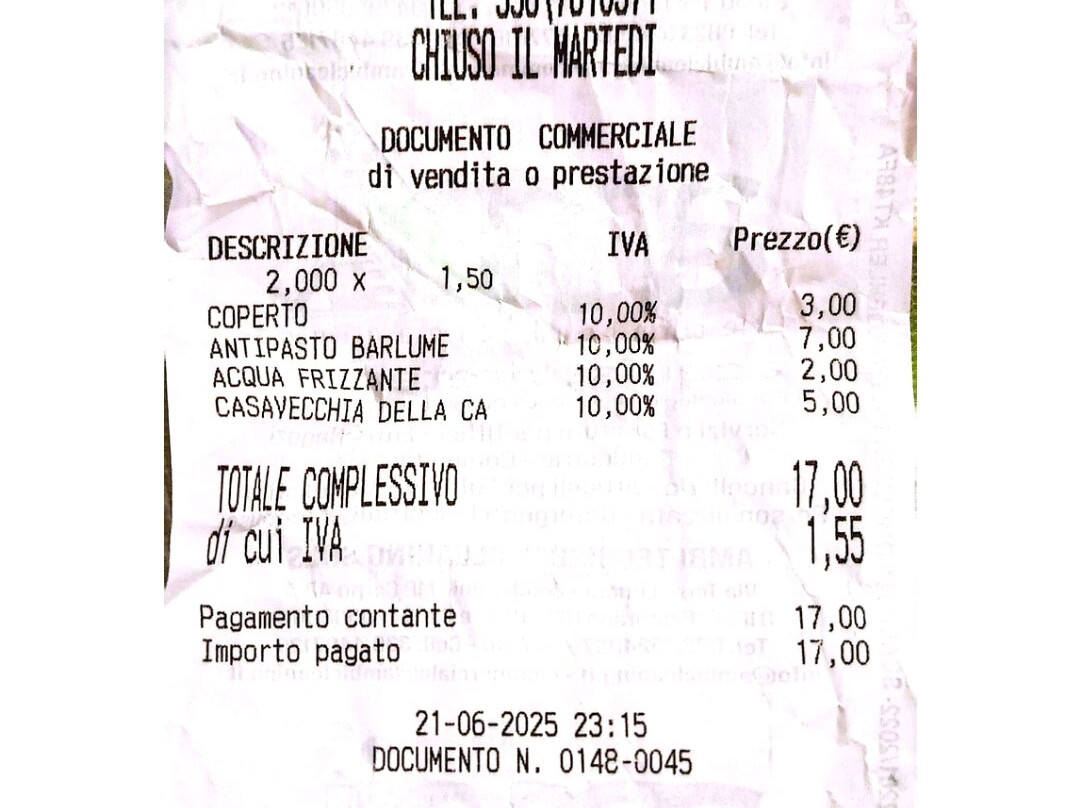 CHIUSO IL MARTEDI
DOCUMENTO COMMERCIALE
di vendita o prestazione
DESCRIZIONE IVA Prezzo(€)
2,000 x 1,50
COPERTO 10,00% 3,00
ANTIPASTO BARLUME 10,00% 7,00
ACQUA FRIZZANTE 10,00% 2,00
CASAVECCHIA DELLA CA 10,00% 5,00
TOTALE COMPLESSIVO 17,00
di cui IVA 1,55
Pagamento contante 17,00
Importo pagato 17,00
21-06-2025 23:15
DOCUMENTO N. 0148-0045